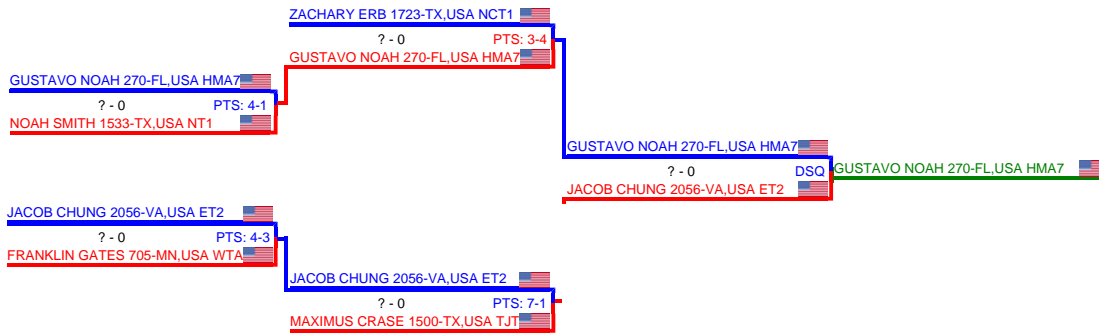 ZACHARY ERB 1723-TX,USA NCT1
? - 0 PTS: 3-4
GUSTAVO NOAH 270-FL,USA HMA7
GUSTAVO NOAH 270-FL,USA HMA7
? - 0 PTS: 4-1
NOAH SMITH 1533-TX,USA NT1
GUSTAVO NOAH 270-FL,USA HMA7
? - 0 DSQ
JACOB CHUNG 2056-VA,USA ET2
GUSTAVO NOAH 270-FL,USA HMA7
JACOB CHUNG 2056-VA,USA ET2
? - 0 PTS: 4-3
FRANKLIN GATES 705-MN,USA WTA
JACOB CHUNG 2056-VA,USA ET2
? - 0 PTS: 7-1
MAXIMUS CRASE 1500-TX,USA TJT